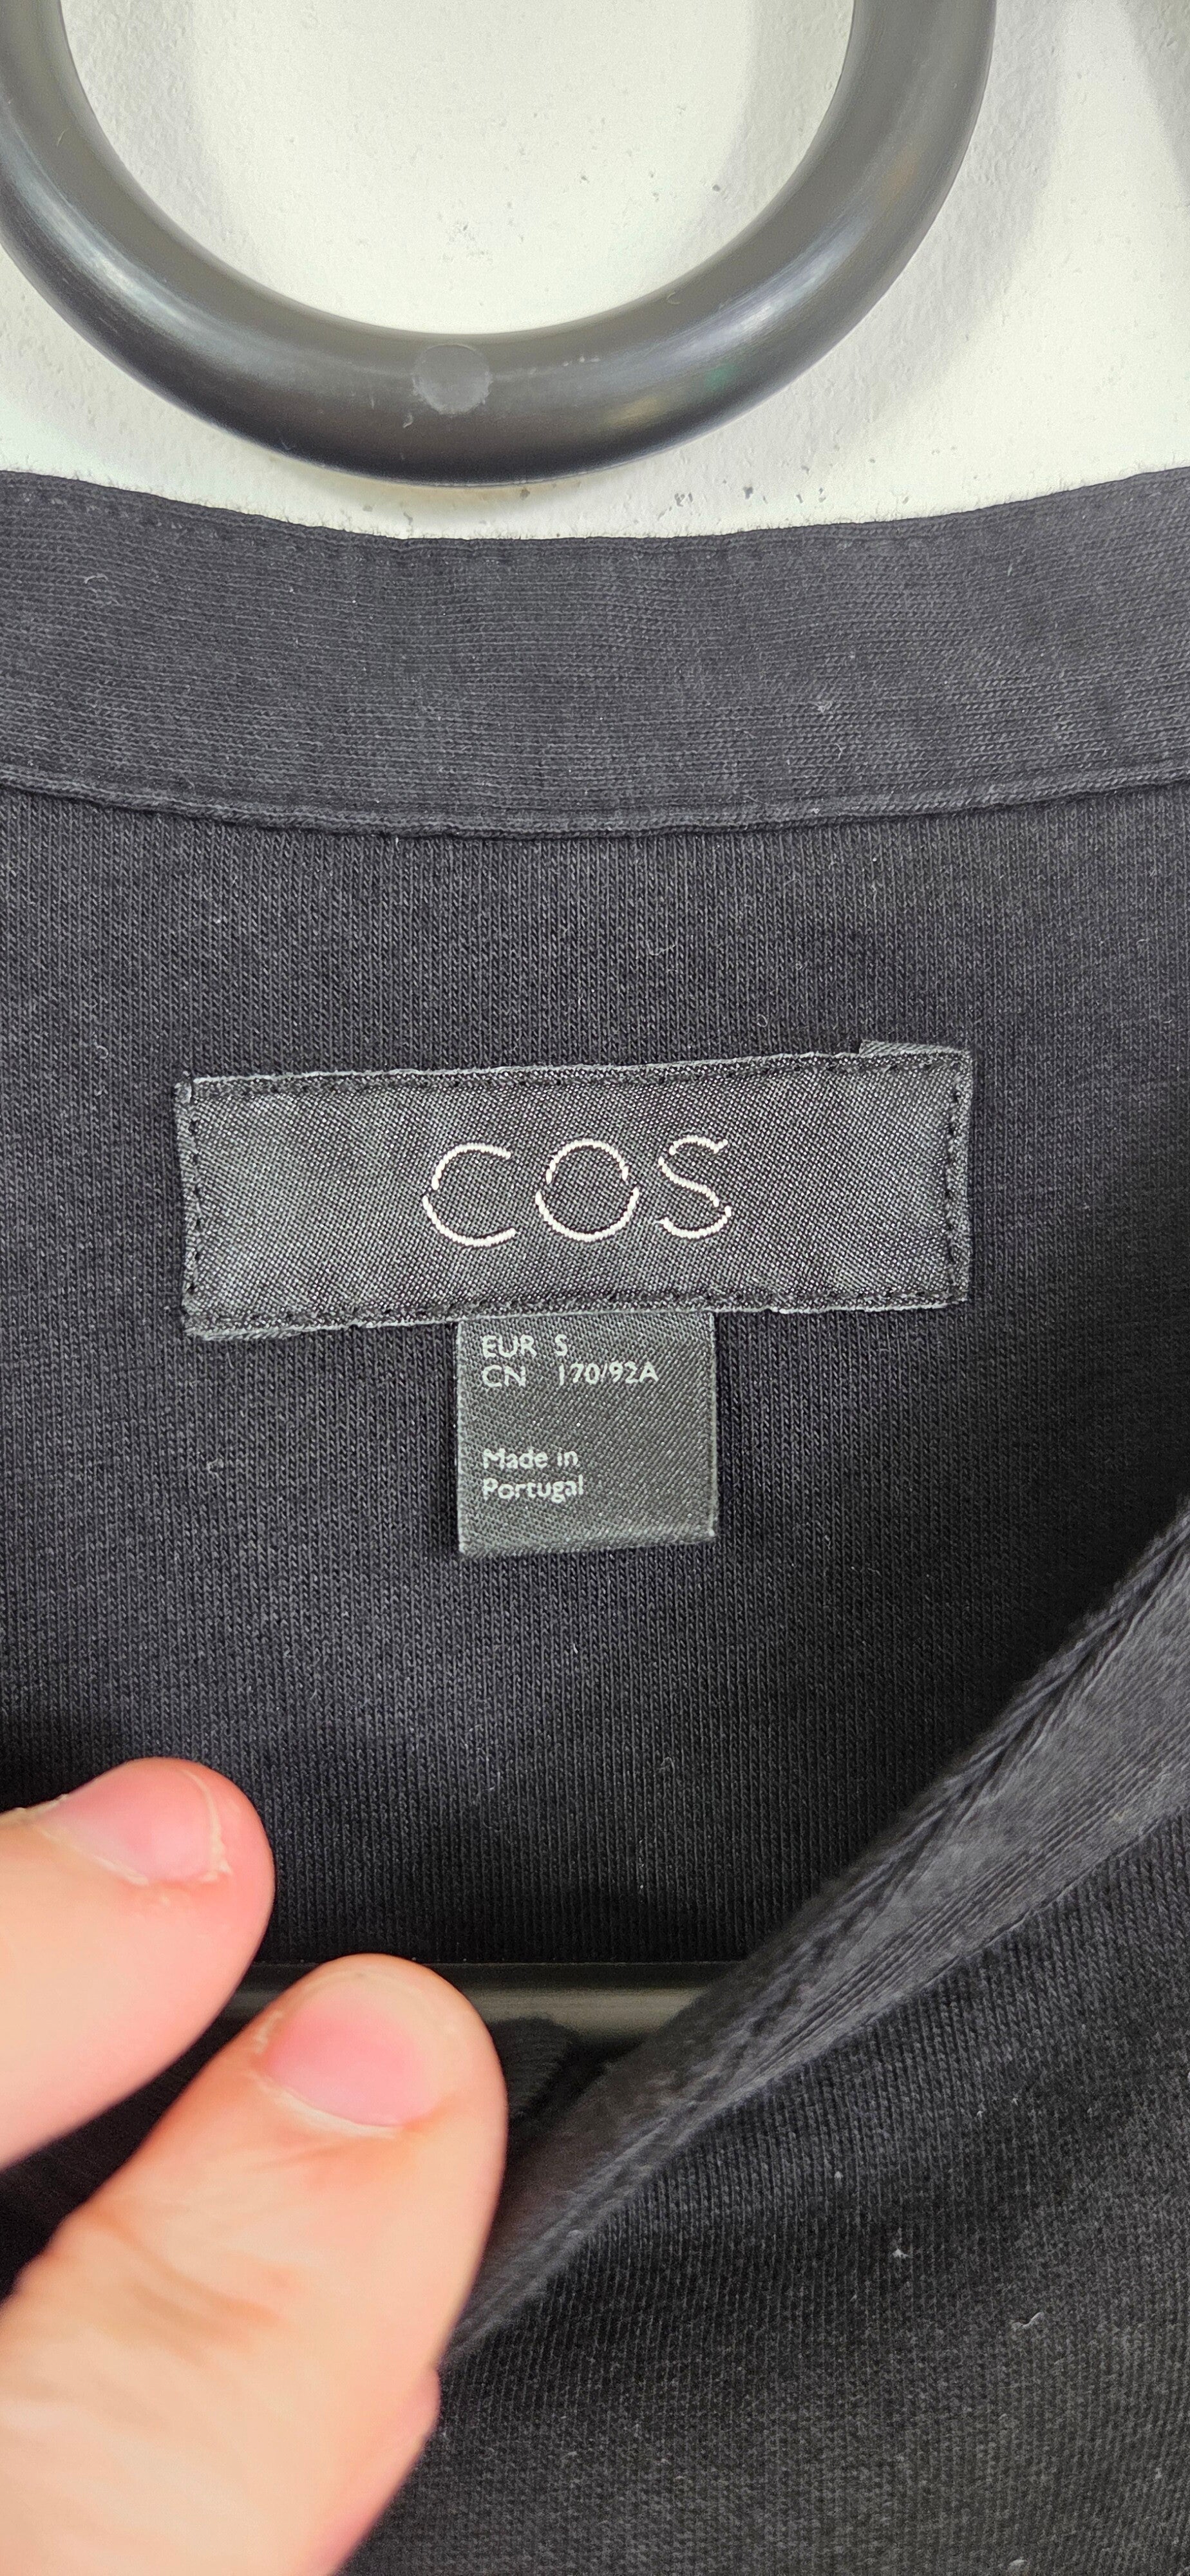 COS
EUR S
CN 170/92A
Made in
Portugal